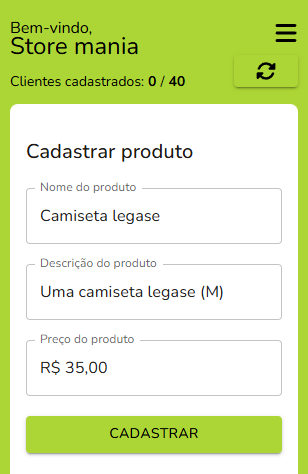 Bem-vindo,
Store mania
Clientes cadastrados: 0 / 40
Cadastrar produto
Nome do produto
Camiseta legase
Descrição do produto
Uma camiseta legase (M)
Preço do produto
R$ 35,00
CADASTRAR